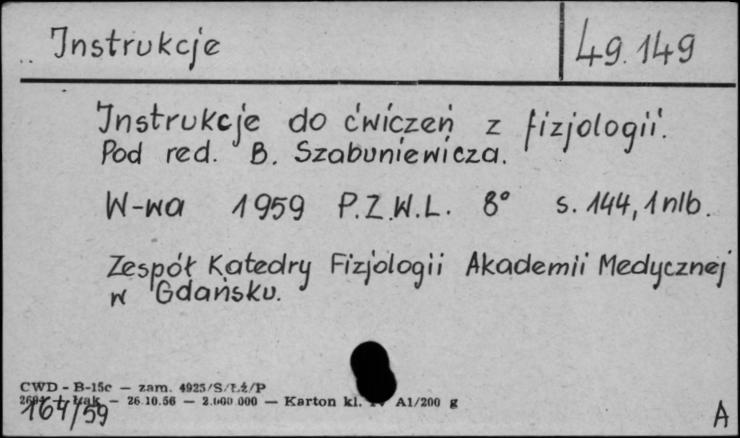 Instrukcje
49.149
Instrukcje do ćwiczeń z fizjologii.
Pod red. B. Szabuniewicza.
W-wa 1959 P.Z.W.L. 8° s. 144, 1 nlb.
Zespół Katedry Fizjologii Akademii Medycznej
w Gdańsku.
CWD - B-15c — zam. 4925/S/Łż/P
— 26.10.56 — 2.000.000 — Karton kl. IV A1/200 g
164/59
A